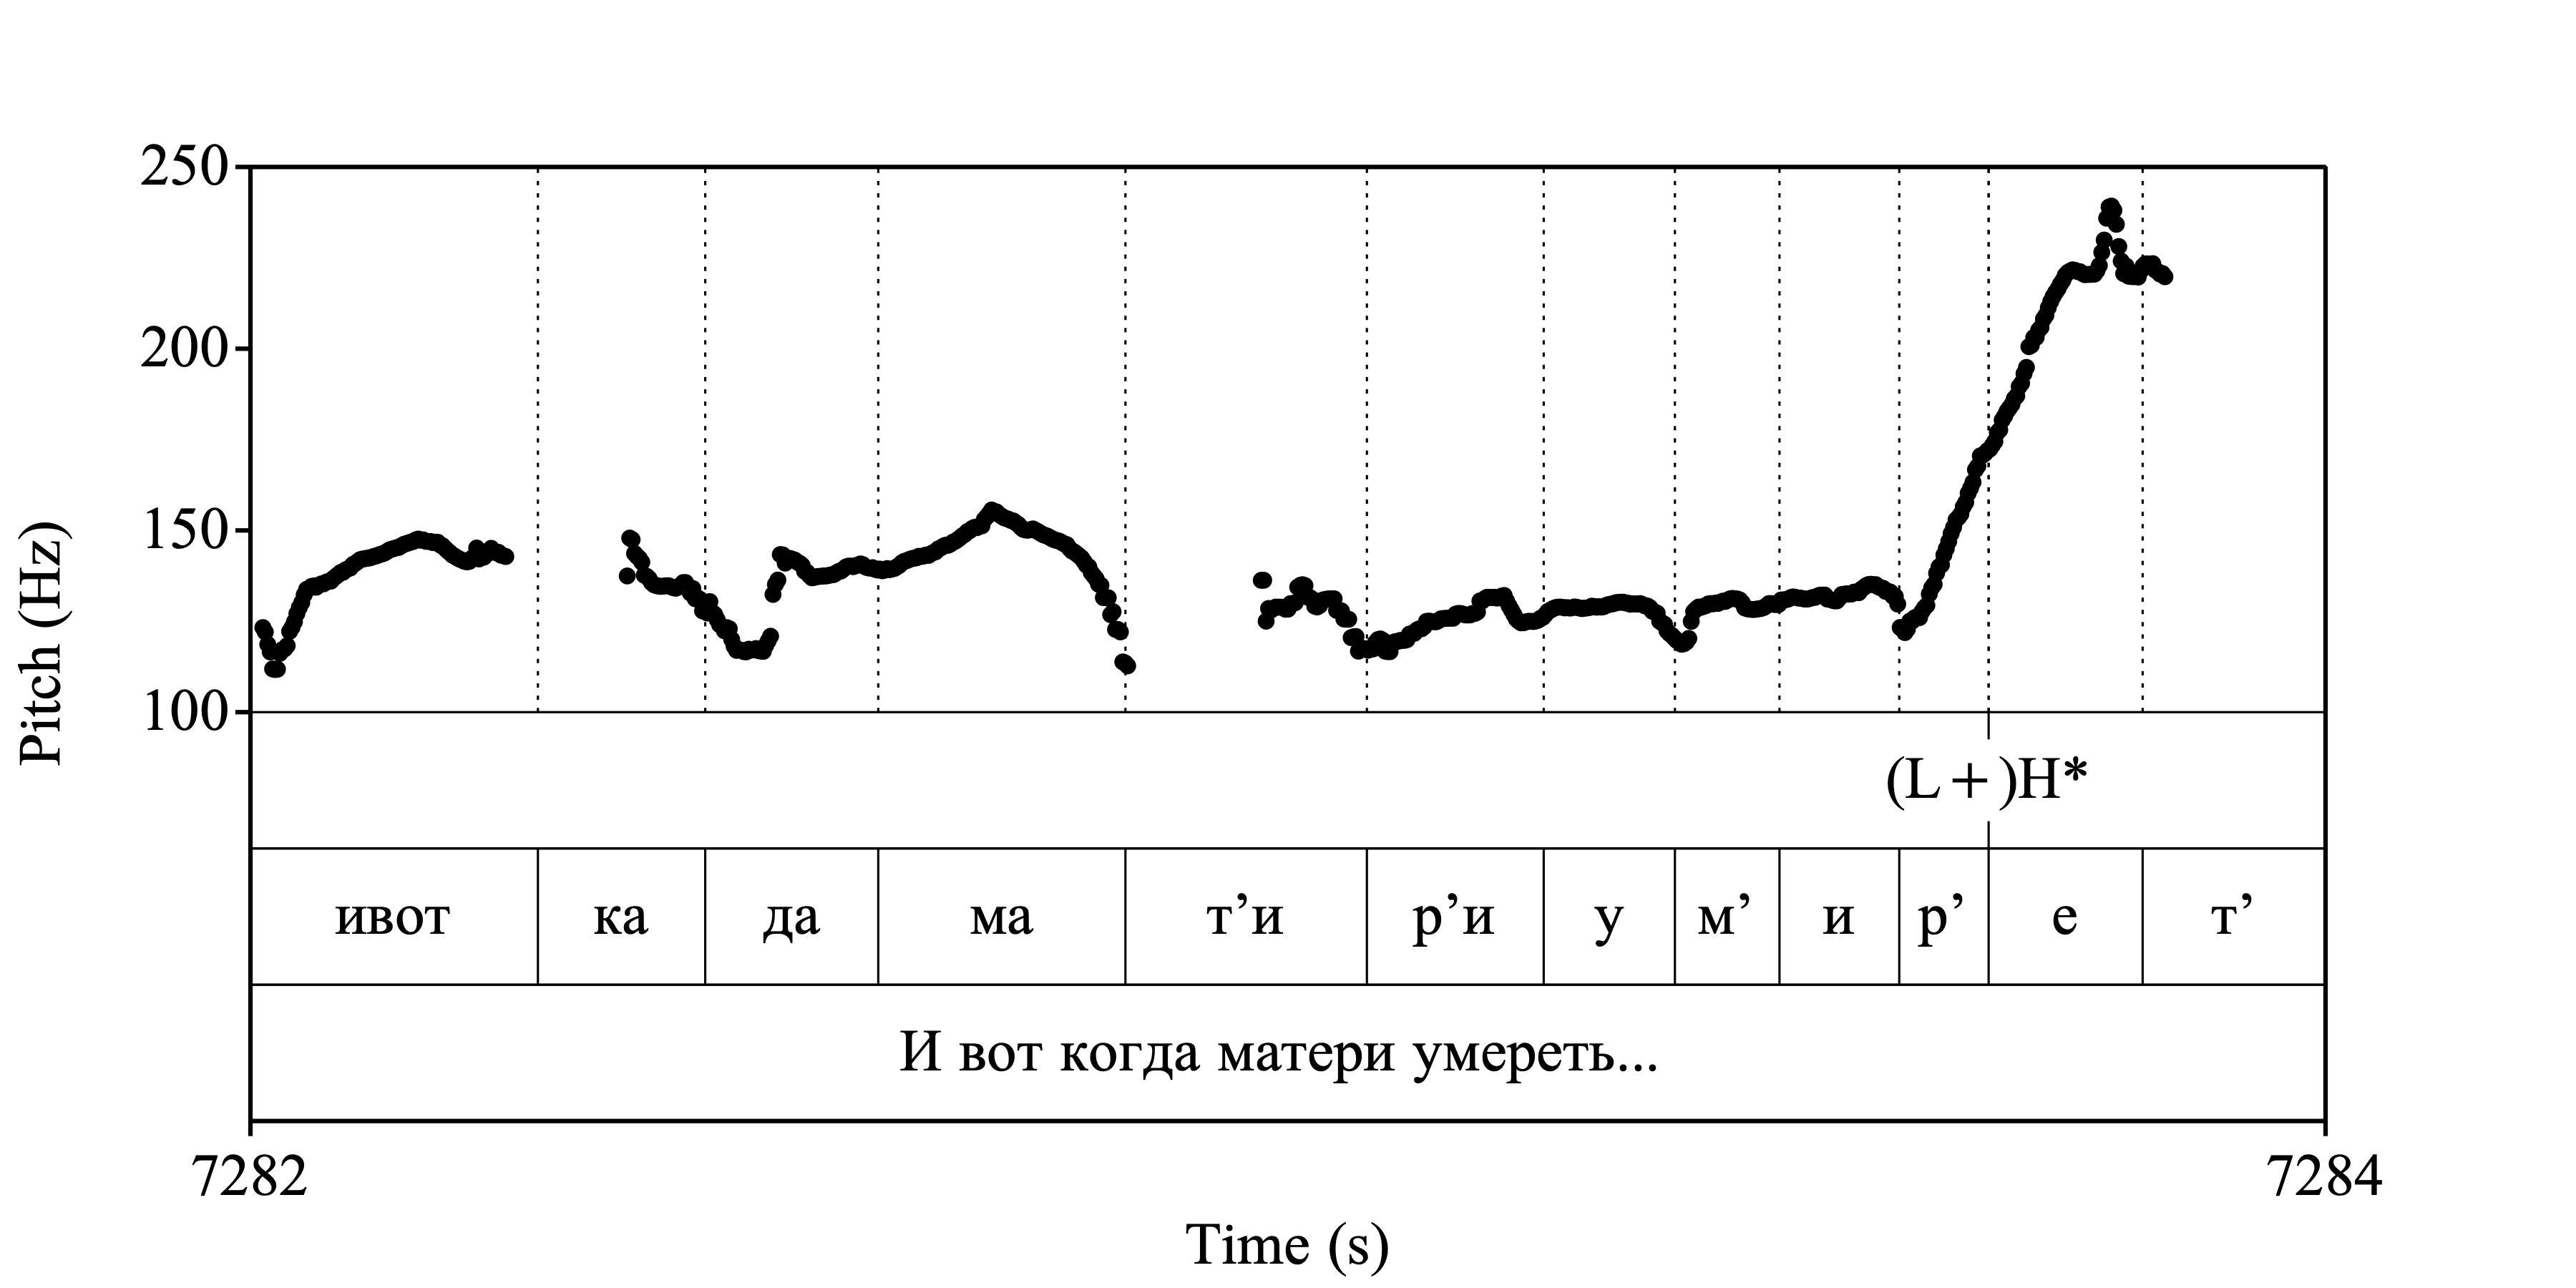 250
200
150
100
Pitch (Hz)
(L+)H*
ивот ка да ма т’и р’и у м’ и р’ е т’
И вот когда матери умереть...
7282 7284
Time (s)